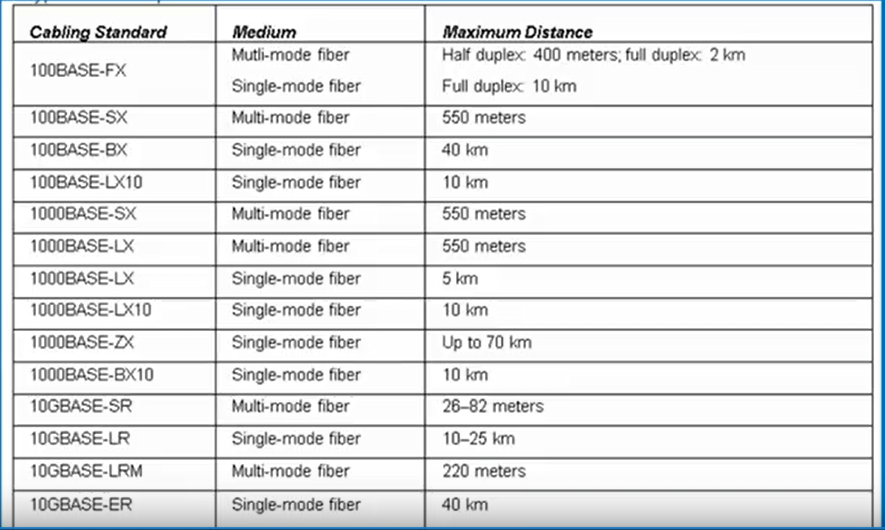 Cabling Standard Medium Maximum Distance
100BASE-FX Mutli-mode fiber Half duplex: 400 meters; full duplex: 2 km
Single-mode fiber Full duplex: 10 km
100BASE-SX Multi-mode fiber 550 meters
100BASE-BX Single-mode fiber 40 km
100BASE-LX10 Single-mode fiber 10 km
1000BASE-SX Multi-mode fiber 550 meters
1000BASE-LX Multi-mode fiber 550 meters
1000BASE-LX Single-mode fiber 5 km
1000BASE-LX10 Single-mode fiber 10 km
1000BASE-ZX Single-mode fiber Up to 70 km
1000BASE-BX10 Single-mode fiber 10 km
10GBASE-SR Multi-mode fiber 26–82 meters
10GBASE-LR Single-mode fiber 10–25 km
10GBASE-LRM Multi-mode fiber 220 meters
10GBASE-ER Single-mode fiber 40 km